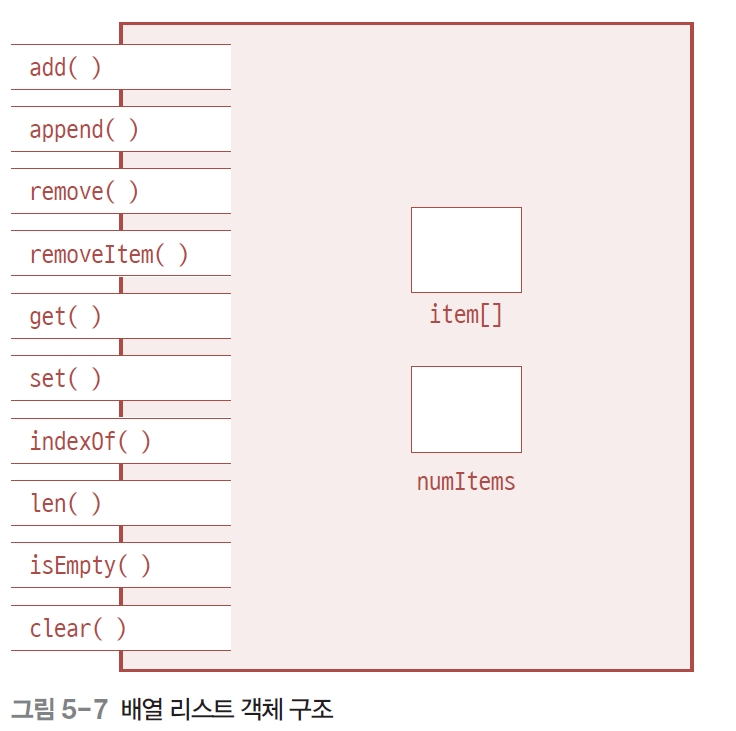 add( )
append( )
remove( )
removeItem( )
get( )
set( )
indexOf( )
len( )
isEmpty( )
clear( )
item[]
numItems
그림 5-7 배열 리스트 객체 구조